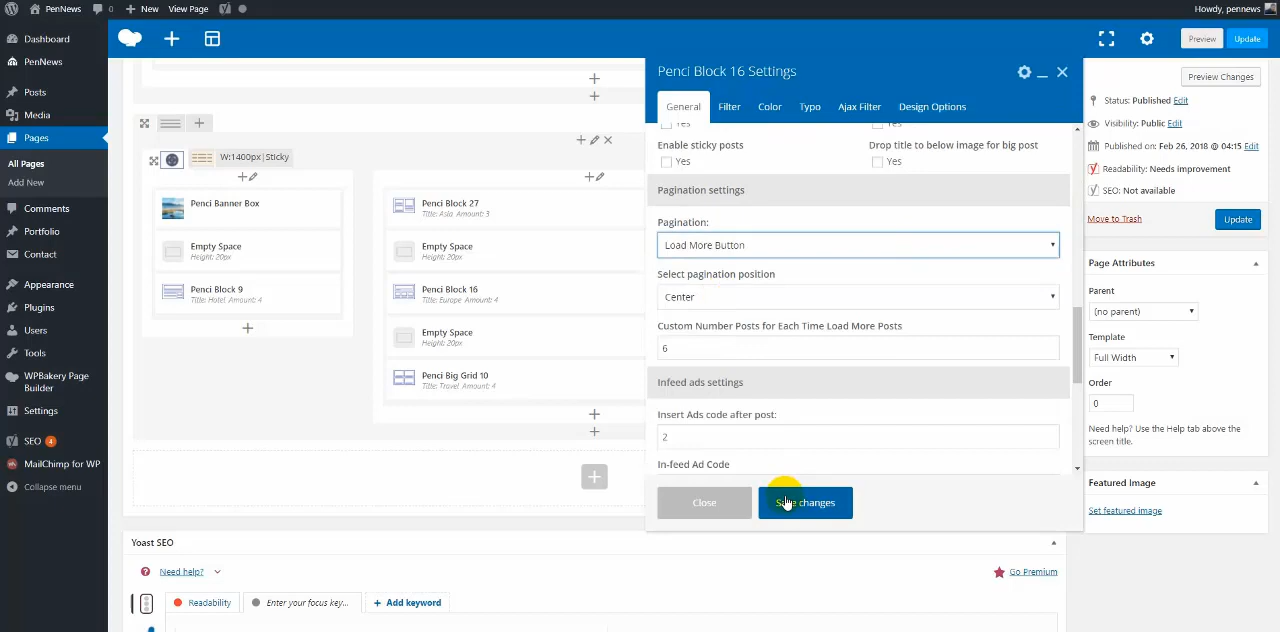 PenNews 0 New View Page
Howdy, pennews
Preview Update
Dashboard
PenNews
Posts
Media
Pages
All Pages
Add New
Comments
Portfolio
Contact
Appearance
Plugins
Users
Tools
WPBakery Page
Builder
Settings
SEO 4
MailChimp for WP
Collapse menu
W:1400px|Sticky
Penci Banner Box
Empty Space
Height: 20px
Penci Block 9
Title: Hotel Amount: 4
Penci Block 27
Title: Asia Amount: 3
Empty Space
Height: 20px
Penci Block 16
Title: Europe Amount: 4
Empty Space
Height: 20px
Penci Big Grid 10
Title: Travel Amount: 4
Penci Block 16 Settings
General Filter Color Typo Ajax Filter Design Options
Yes Yes
Enable sticky posts Drop title to below image for big post
Yes Yes
Pagination settings
Pagination:
Load More Button
Select pagination position
Center
Custom Number Posts for Each Time Load More Posts
6
Infeed ads settings
Insert Ads code after post:
2
In-feed Ad Code
Close Save changes
Preview Changes
Status: Published Edit
Visibility: Public Edit
Published on: Feb 26, 2018 @ 04:15 Edit
Readability: Needs improvement
SEO: Not available
Move to Trash Update
Page Attributes
Parent
(no parent)
Template
Full Width
Order
0
Need help? Use the Help tab above the
screen title.
Featured Image
Set featured image
Yoast SEO
Need help? Go Premium
Readability Enter your focus key... + Add keyword